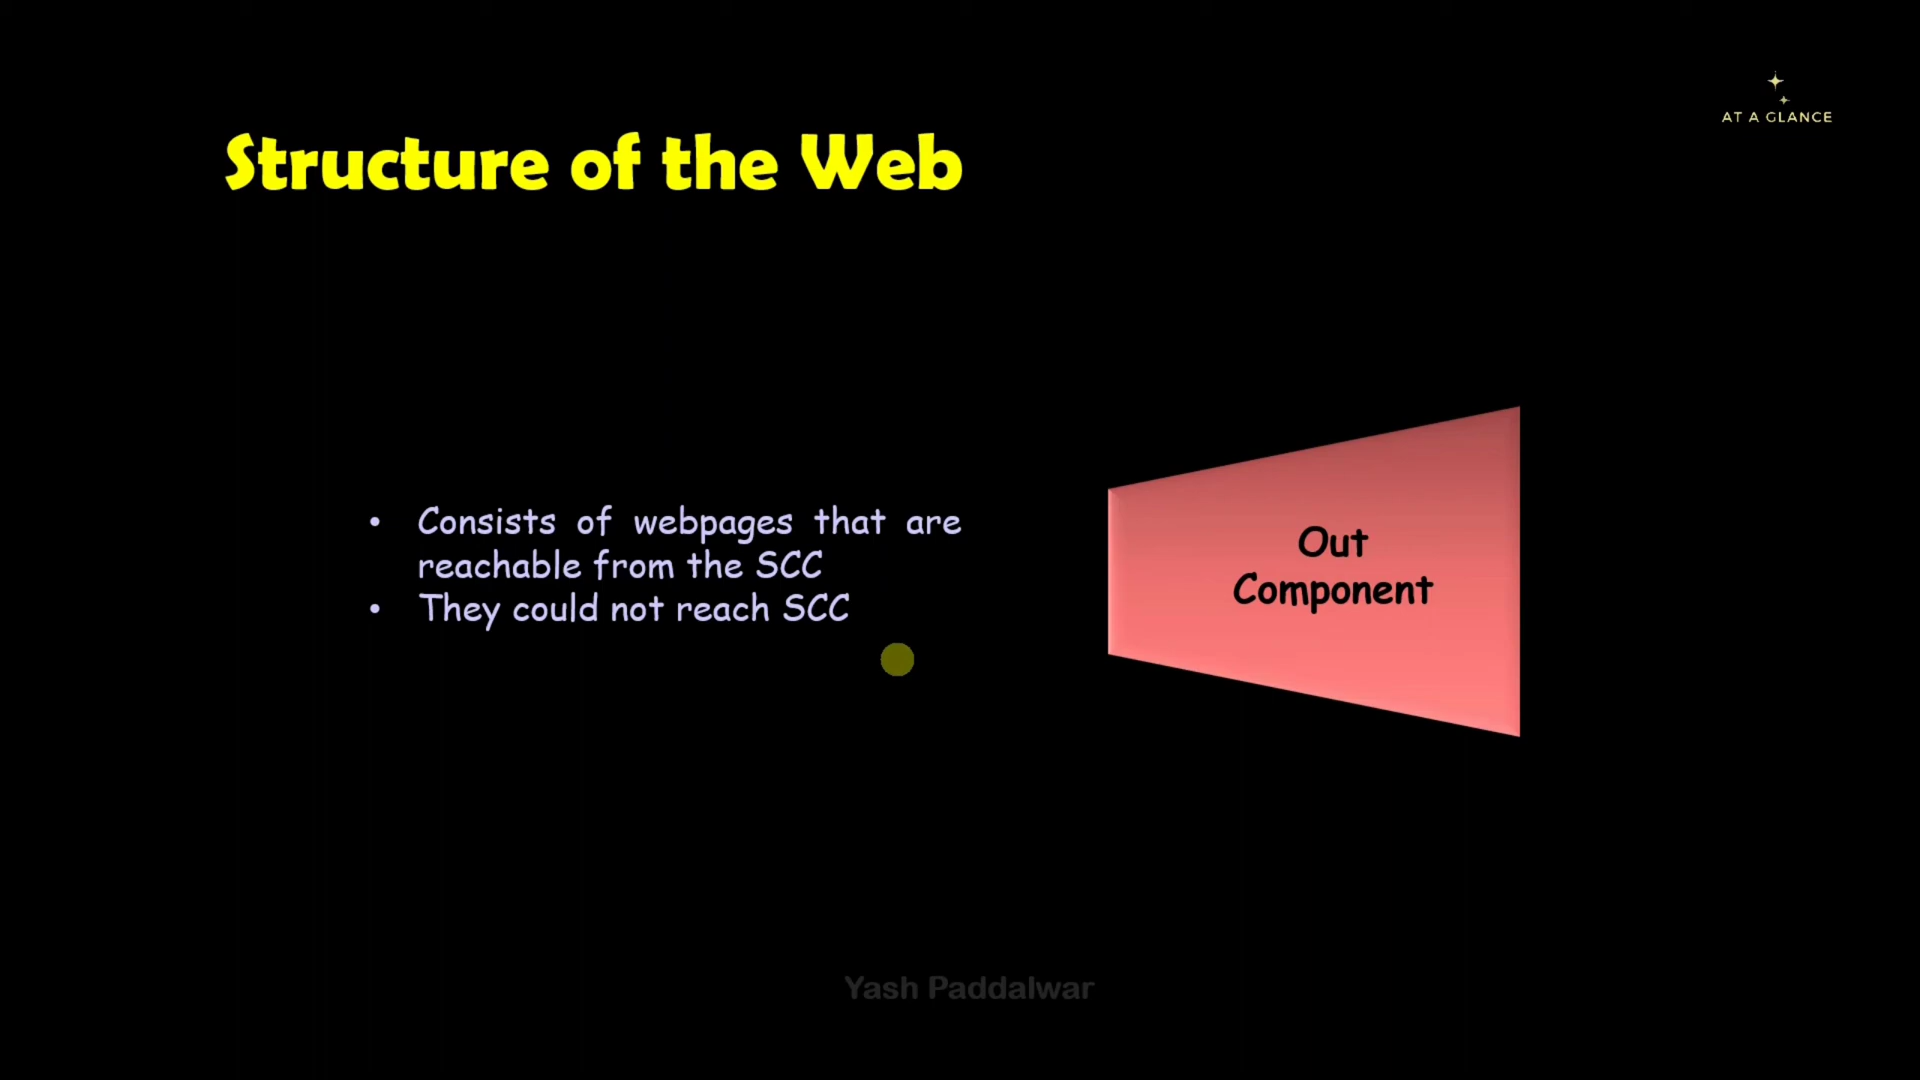 AT A GLANCE
Structure of the Web
• Consists of webpages that are
reachable from the SCC
• They could not reach SCC
Out
Component
Yash Paddalwar